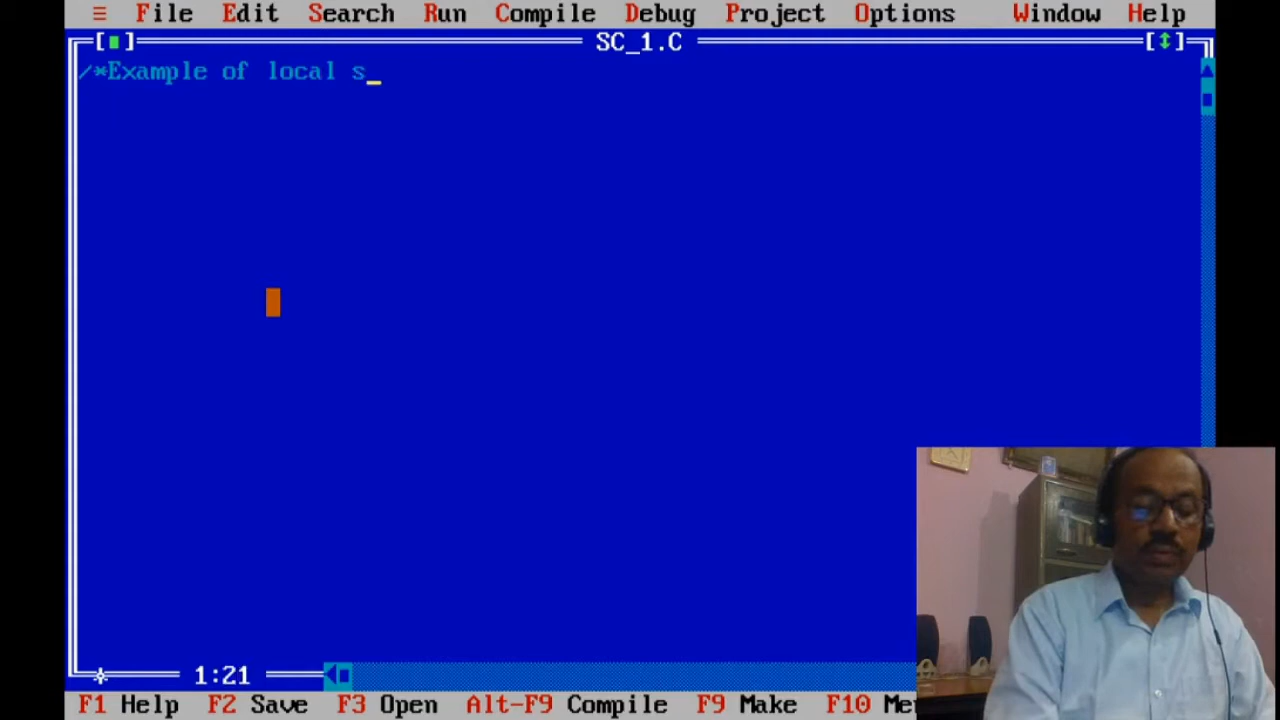 ≡ File Edit Search Run Compile Debug Project Options Window Help
[■] SC_1.C [↕]
/*Example of local s_
1:21
F1 Help F2 Save F3 Open Alt-F9 Compile F9 Make F10